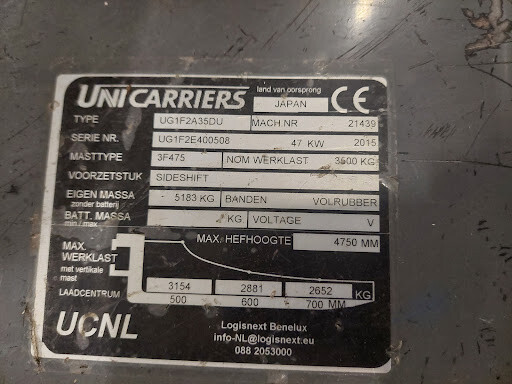 UNICARRIERS
land van oorsprong
JAPAN
CE
TYPE UG1F2A35DU MACH.NR 21439
SERIE NR. UG1F2E400508 47 KW 2015
MASTTYPE 3F475 NOM WERKLAST 3500 KG
VOORZETSTUK SIDESHIFT
EIGEN MASSA - 5183 KG BANDEN VOLRUBBER
zonder batterij
BATT. MASSA KG VOLTAGE V
min / max
MAX. HEFHOOGTE 4750 MM
MAX.
WERKLAST
met vertikale
mast
3154 2881 2652 KG
LAADCENTRUM 500 600 700 MM
UCNL
Logisnext Benelux
info-NL@logisnext.eu
088 2053000